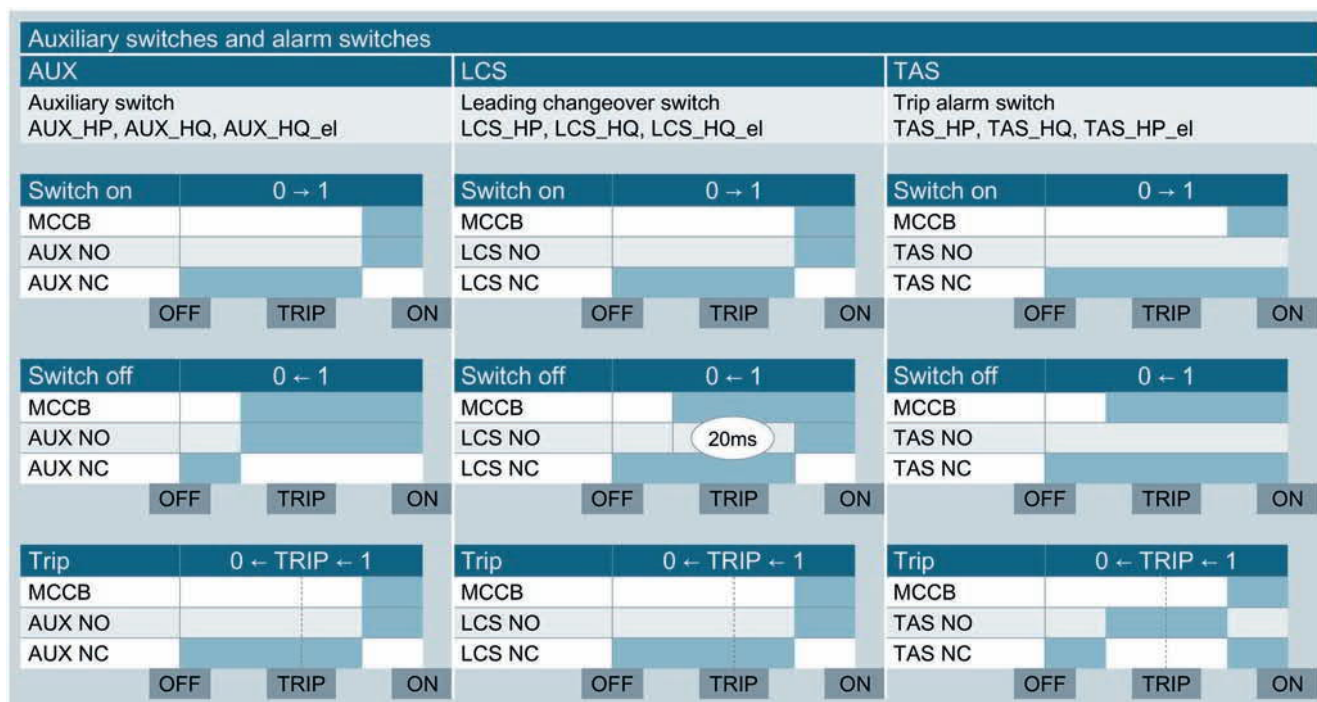 Auxiliary switches and alarm switches
AUX
Auxiliary switch
AUX_HP, AUX_HQ, AUX_HQ_el
Switch on 0 → 1
MCCB
AUX NO
AUX NC
OFF TRIP ON
Switch off 0 ← 1
MCCB
AUX NO
AUX NC
OFF TRIP ON
Trip 0 ← TRIP ← 1
MCCB
AUX NO
AUX NC
OFF TRIP ON
LCS
Leading changeover switch
LCS_HP, LCS_HQ, LCS_HQ_el
Switch on 0 → 1
MCCB
LCS NO
LCS NC
OFF TRIP ON
Switch off 0 ← 1
MCCB
LCS NO 20ms
LCS NC
OFF TRIP ON
Trip 0 ← TRIP ← 1
MCCB
LCS NO
LCS NC
OFF TRIP ON
TAS
Trip alarm switch
TAS_HP, TAS_HQ, TAS_HP_el
Switch on 0 → 1
MCCB
TAS NO
TAS NC
OFF TRIP ON
Switch off 0 ← 1
MCCB
TAS NO
TAS NC
OFF TRIP ON
Trip 0 ← TRIP ← 1
MCCB
TAS NO
TAS NC
OFF TRIP ON